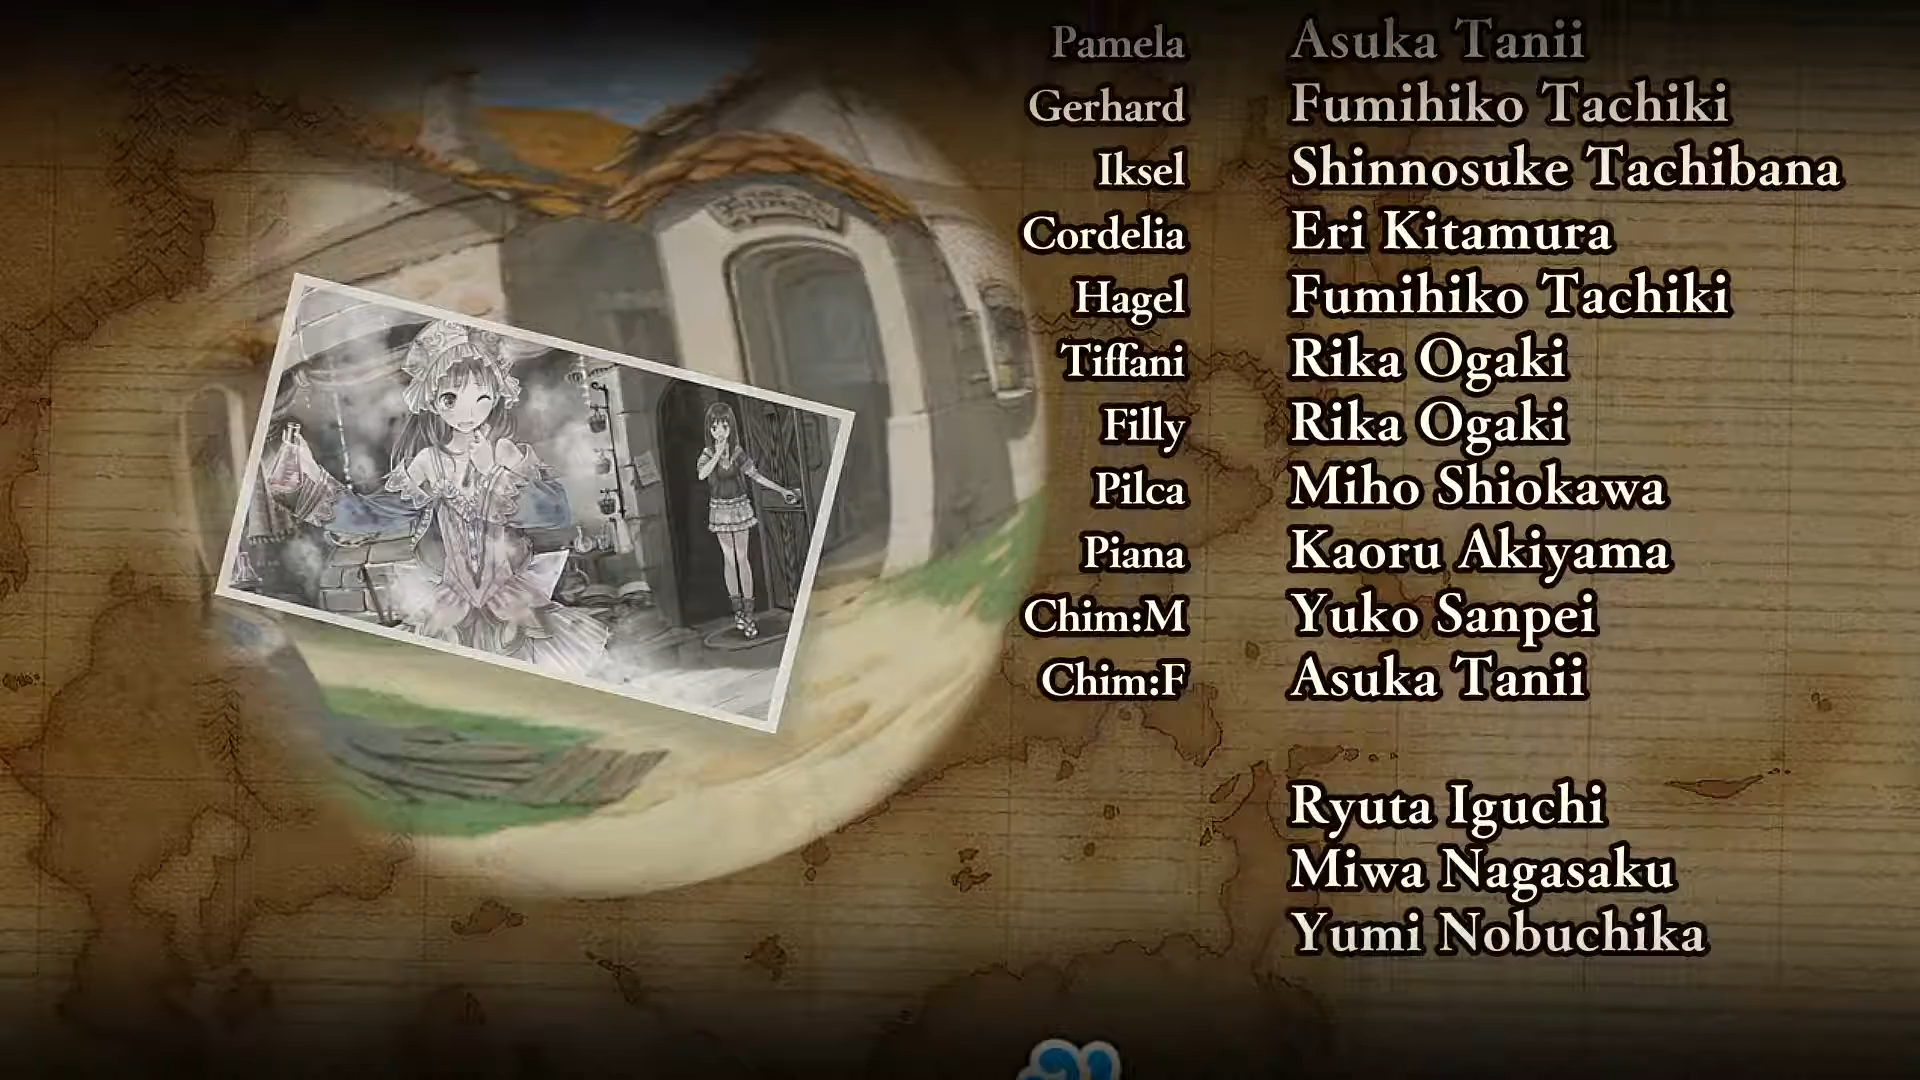 Pamela Asuka Tanii
Gerhard Fumihiko Tachiki
Iksel Shinnosuke Tachibana
Cordelia Eri Kitamura
Hagel Fumihiko Tachiki
Tiffani Rika Ogaki
Filly Rika Ogaki
Pilca Miho Shiokawa
Piana Kaoru Akiyama
Chim:M Yuko Sanpei
Chim:F Asuka Tanii
Ryuta Iguchi
Miwa Nagasaku
Yumi Nobuchika